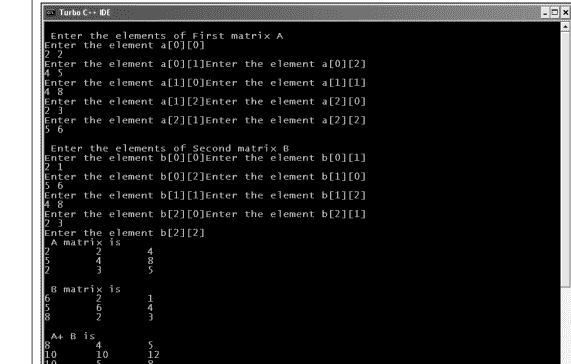 Turbo C++ IDE
Enter the elements of First matrix A
Enter the element a[0][0]
2 2
Enter the element a[0][1]Enter the element a[0][2]
4 5
Enter the element a[1][0]Enter the element a[1][1]
4 8
Enter the element a[1][2]Enter the element a[2][0]
2 3
Enter the element a[2][1]Enter the element a[2][2]
5 6
Enter the elements of Second matrix B
Enter the element b[0][0]Enter the element b[0][1]
2 1
Enter the element b[0][2]Enter the element b[1][0]
5 6
Enter the element b[1][1]Enter the element b[1][2]
4 8
Enter the element b[2][0]Enter the element b[2][1]
2 3
Enter the element b[2][2]
A matrix is
2 2 4
5 4 8
2 3 5
B matrix is
6 2 1
5 6 4
8 2 3
A+ B is
8 4 5
10 10 12
10 5 8